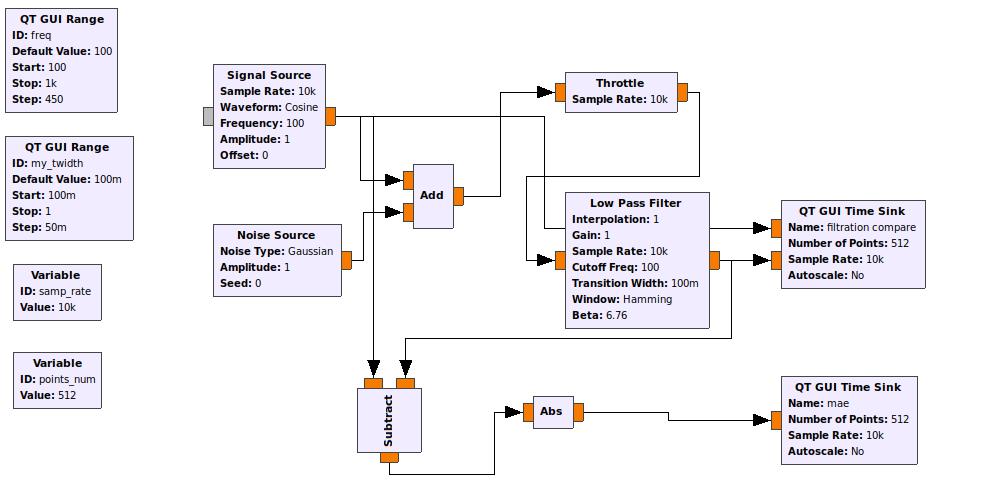 QT GUI Range
ID: freq
Default Value: 100
Start: 100
Stop: 1k
Step: 450
QT GUI Range
ID: my_twidth
Default Value: 100m
Start: 100m
Stop: 1
Step: 50m
Variable
ID: samp_rate
Value: 10k
Variable
ID: points_num
Value: 512
Signal Source
Sample Rate: 10k
Waveform: Cosine
Frequency: 100
Amplitude: 1
Offset: 0
Noise Source
Noise Type: Gaussian
Amplitude: 1
Seed: 0
Add
Throttle
Sample Rate: 10k
Low Pass Filter
Interpolation: 1
Gain: 1
Sample Rate: 10k
Cutoff Freq: 100
Transition Width: 100m
Window: Hamming
Beta: 6.76
QT GUI Time Sink
Name: filtration compare
Number of Points: 512
Sample Rate: 10k
Autoscale: No
Subtract
Abs
QT GUI Time Sink
Name: mae
Number of Points: 512
Sample Rate: 10k
Autoscale: No